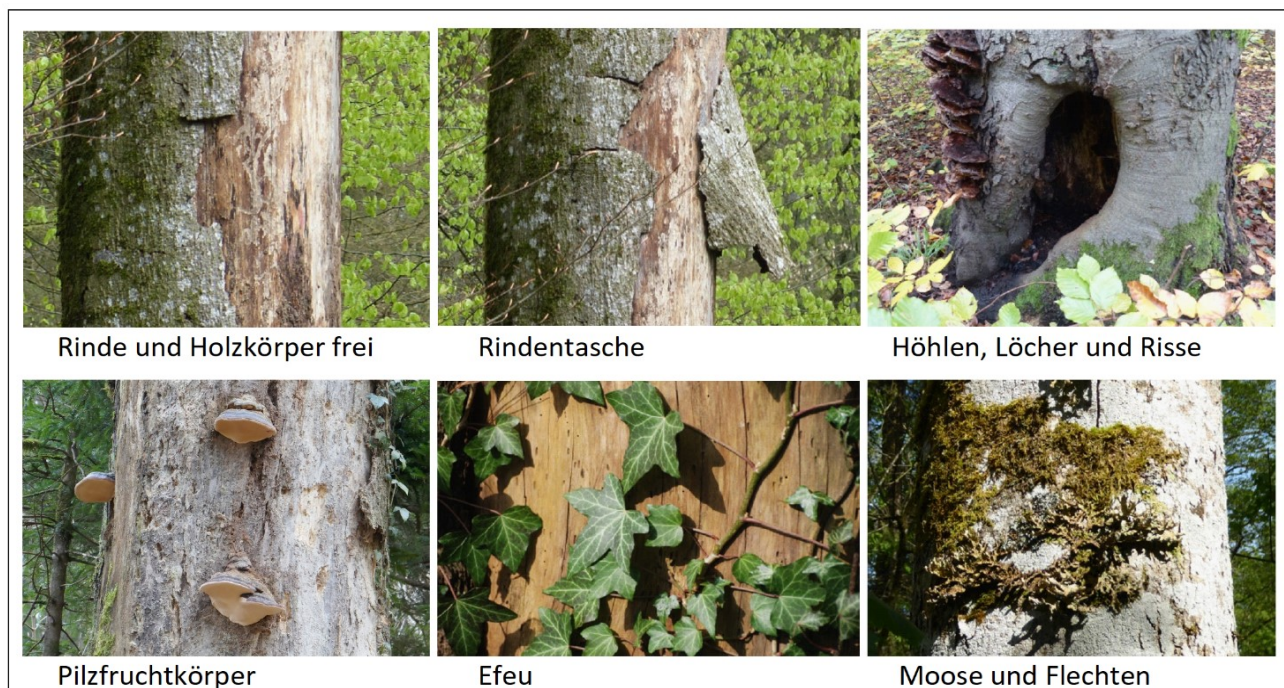 Rinde und Holzkörper frei
Rindentasche
Höhlen, Löcher und Risse
Pilzfruchtkörper
Efeu
Moose und Flechten